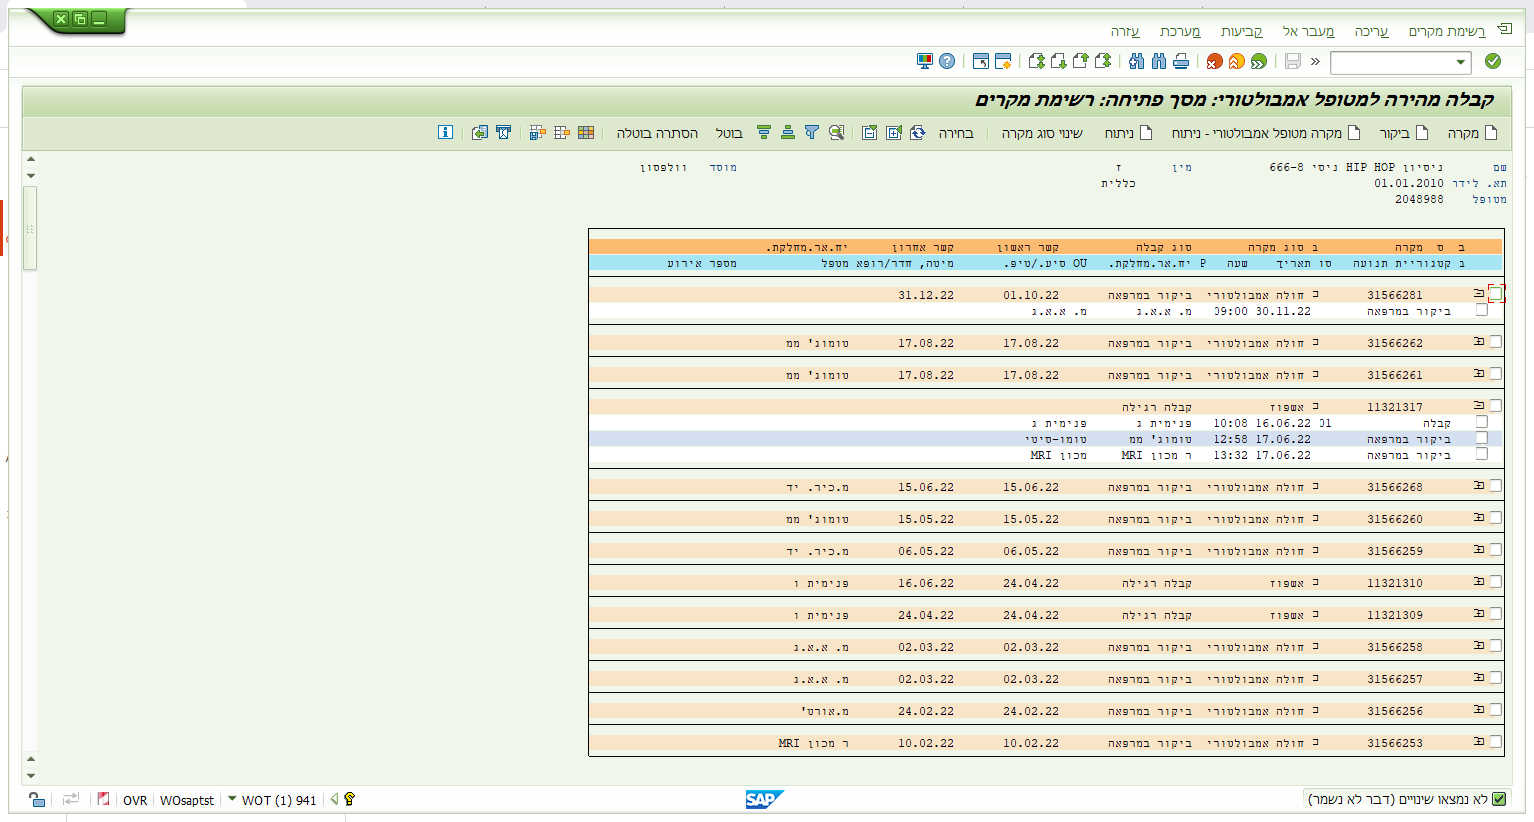 רשימת מקרים עריכה מעבר אל קביעות מערכת עזרה
קבלה מהירה למטופל אמבולטורי: מסך פתיחה: רשימת מקרים
מקרה ביקור מקרה מטופל אמבולטורי - ניתוח ניתוח שינוי סוג מקרה בחירה בוטל הסתרה בוטלה
שם ניסיון HIP HOP ניסי 666-8 מין ז מוסד וולפסון
תא. לידר 01.01.2010 כללית
מטופל 2048988
ב ס מקרה ב סוג מקרה סוג קבלה קשר ראשון קשר אחרון יח.אר.מחלקת.
ב קטגוריית תנועה סו תאריך שעה P יח.אר.מחלקת. OU סיע./טיפ. מיטה, חדר/רופא מטפל מספר אירוע
31566281 כ חולה אמבולטורי ביקור במרפאה 01.10.22 31.12.22
ביקור במרפאה 30.11.22 09:00 מ. א.א.ג מ. א.א.ג
31566262 כ חולה אמבולטורי ביקור במרפאה 17.08.22 17.08.22 טומוג' ממ
31566261 כ חולה אמבולטורי ביקור במרפאה 17.08.22 17.08.22 טומוג' ממ
11321317 כ אשפוז קבלה רגילה
קבלה 01 16.06.22 10:08 פנימית ג פנימית ג
ביקור במרפאה 17.06.22 12:58 טומוג' ממ טומו-סיטי
ביקור במרפאה 17.06.22 13:32 ר מכון MRI מכון MRI
31566268 כ חולה אמבולטורי ביקור במרפאה 15.06.22 15.06.22 מ.כיר. יד
31566260 כ חולה אמבולטורי ביקור במרפאה 15.05.22 15.05.22 טומוג' ממ
31566259 כ חולה אמבולטורי ביקור במרפאה 06.05.22 06.05.22 מ.כיר. יד
11321310 כ אשפוז קבלה רגילה 24.04.22 16.06.22 פנימית ו
11321309 כ אשפוז קבלה רגילה 24.04.22 24.04.22 פנימית ו
31566258 כ חולה אמבולטורי ביקור במרפאה 02.03.22 02.03.22 מ. א.א.ג
31566257 כ חולה אמבולטורי ביקור במרפאה 02.03.22 02.03.22 מ. א.א.ג
31566256 כ חולה אמבולטורי ביקור במרפאה 24.02.22 24.02.22 מ.אורט'
31566253 כ חולה אמבולטורי ביקור במרפאה 10.02.22 10.02.22 ר מכון MRI
לא נמצאו שינויים (דבר לא נשמר) SAP WOT (1) 941 WOsaptst OVR